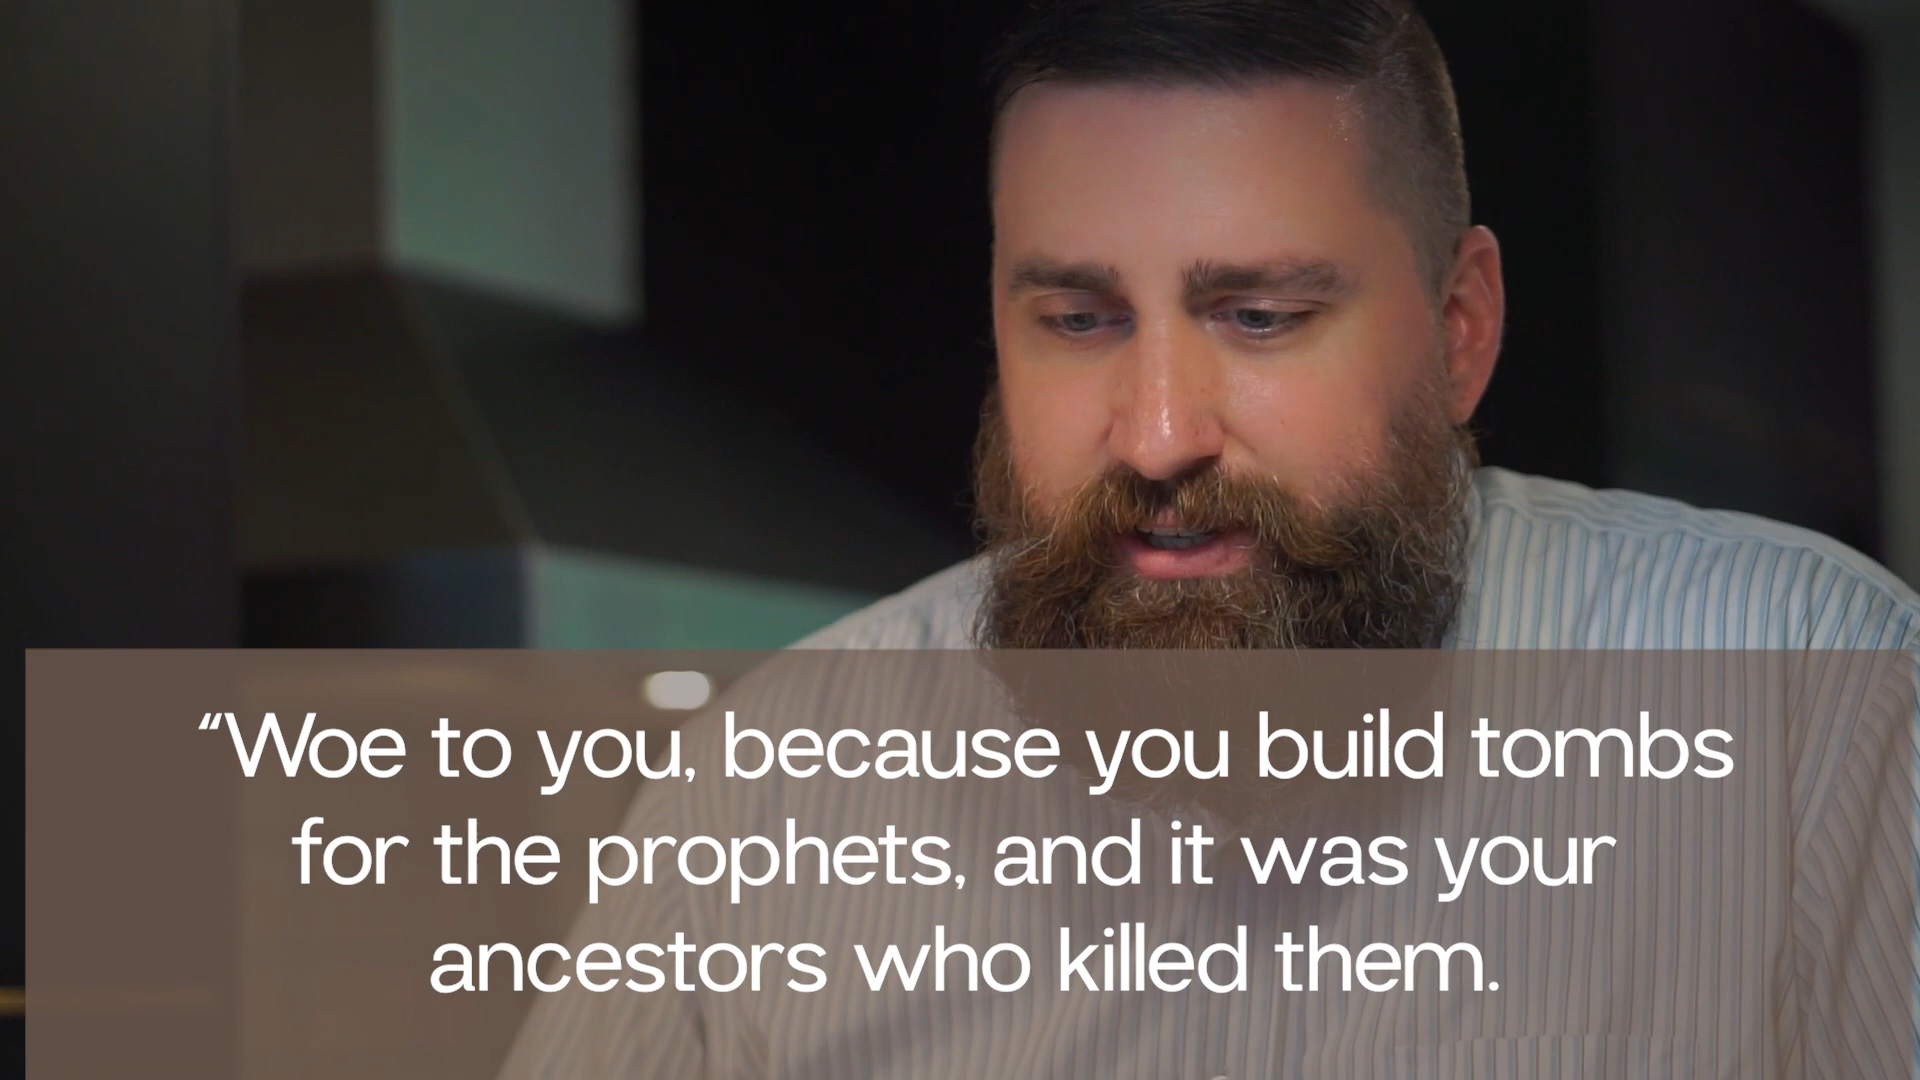 “Woe to you, because you build tombs
for the prophets, and it was your
ancestors who killed them.